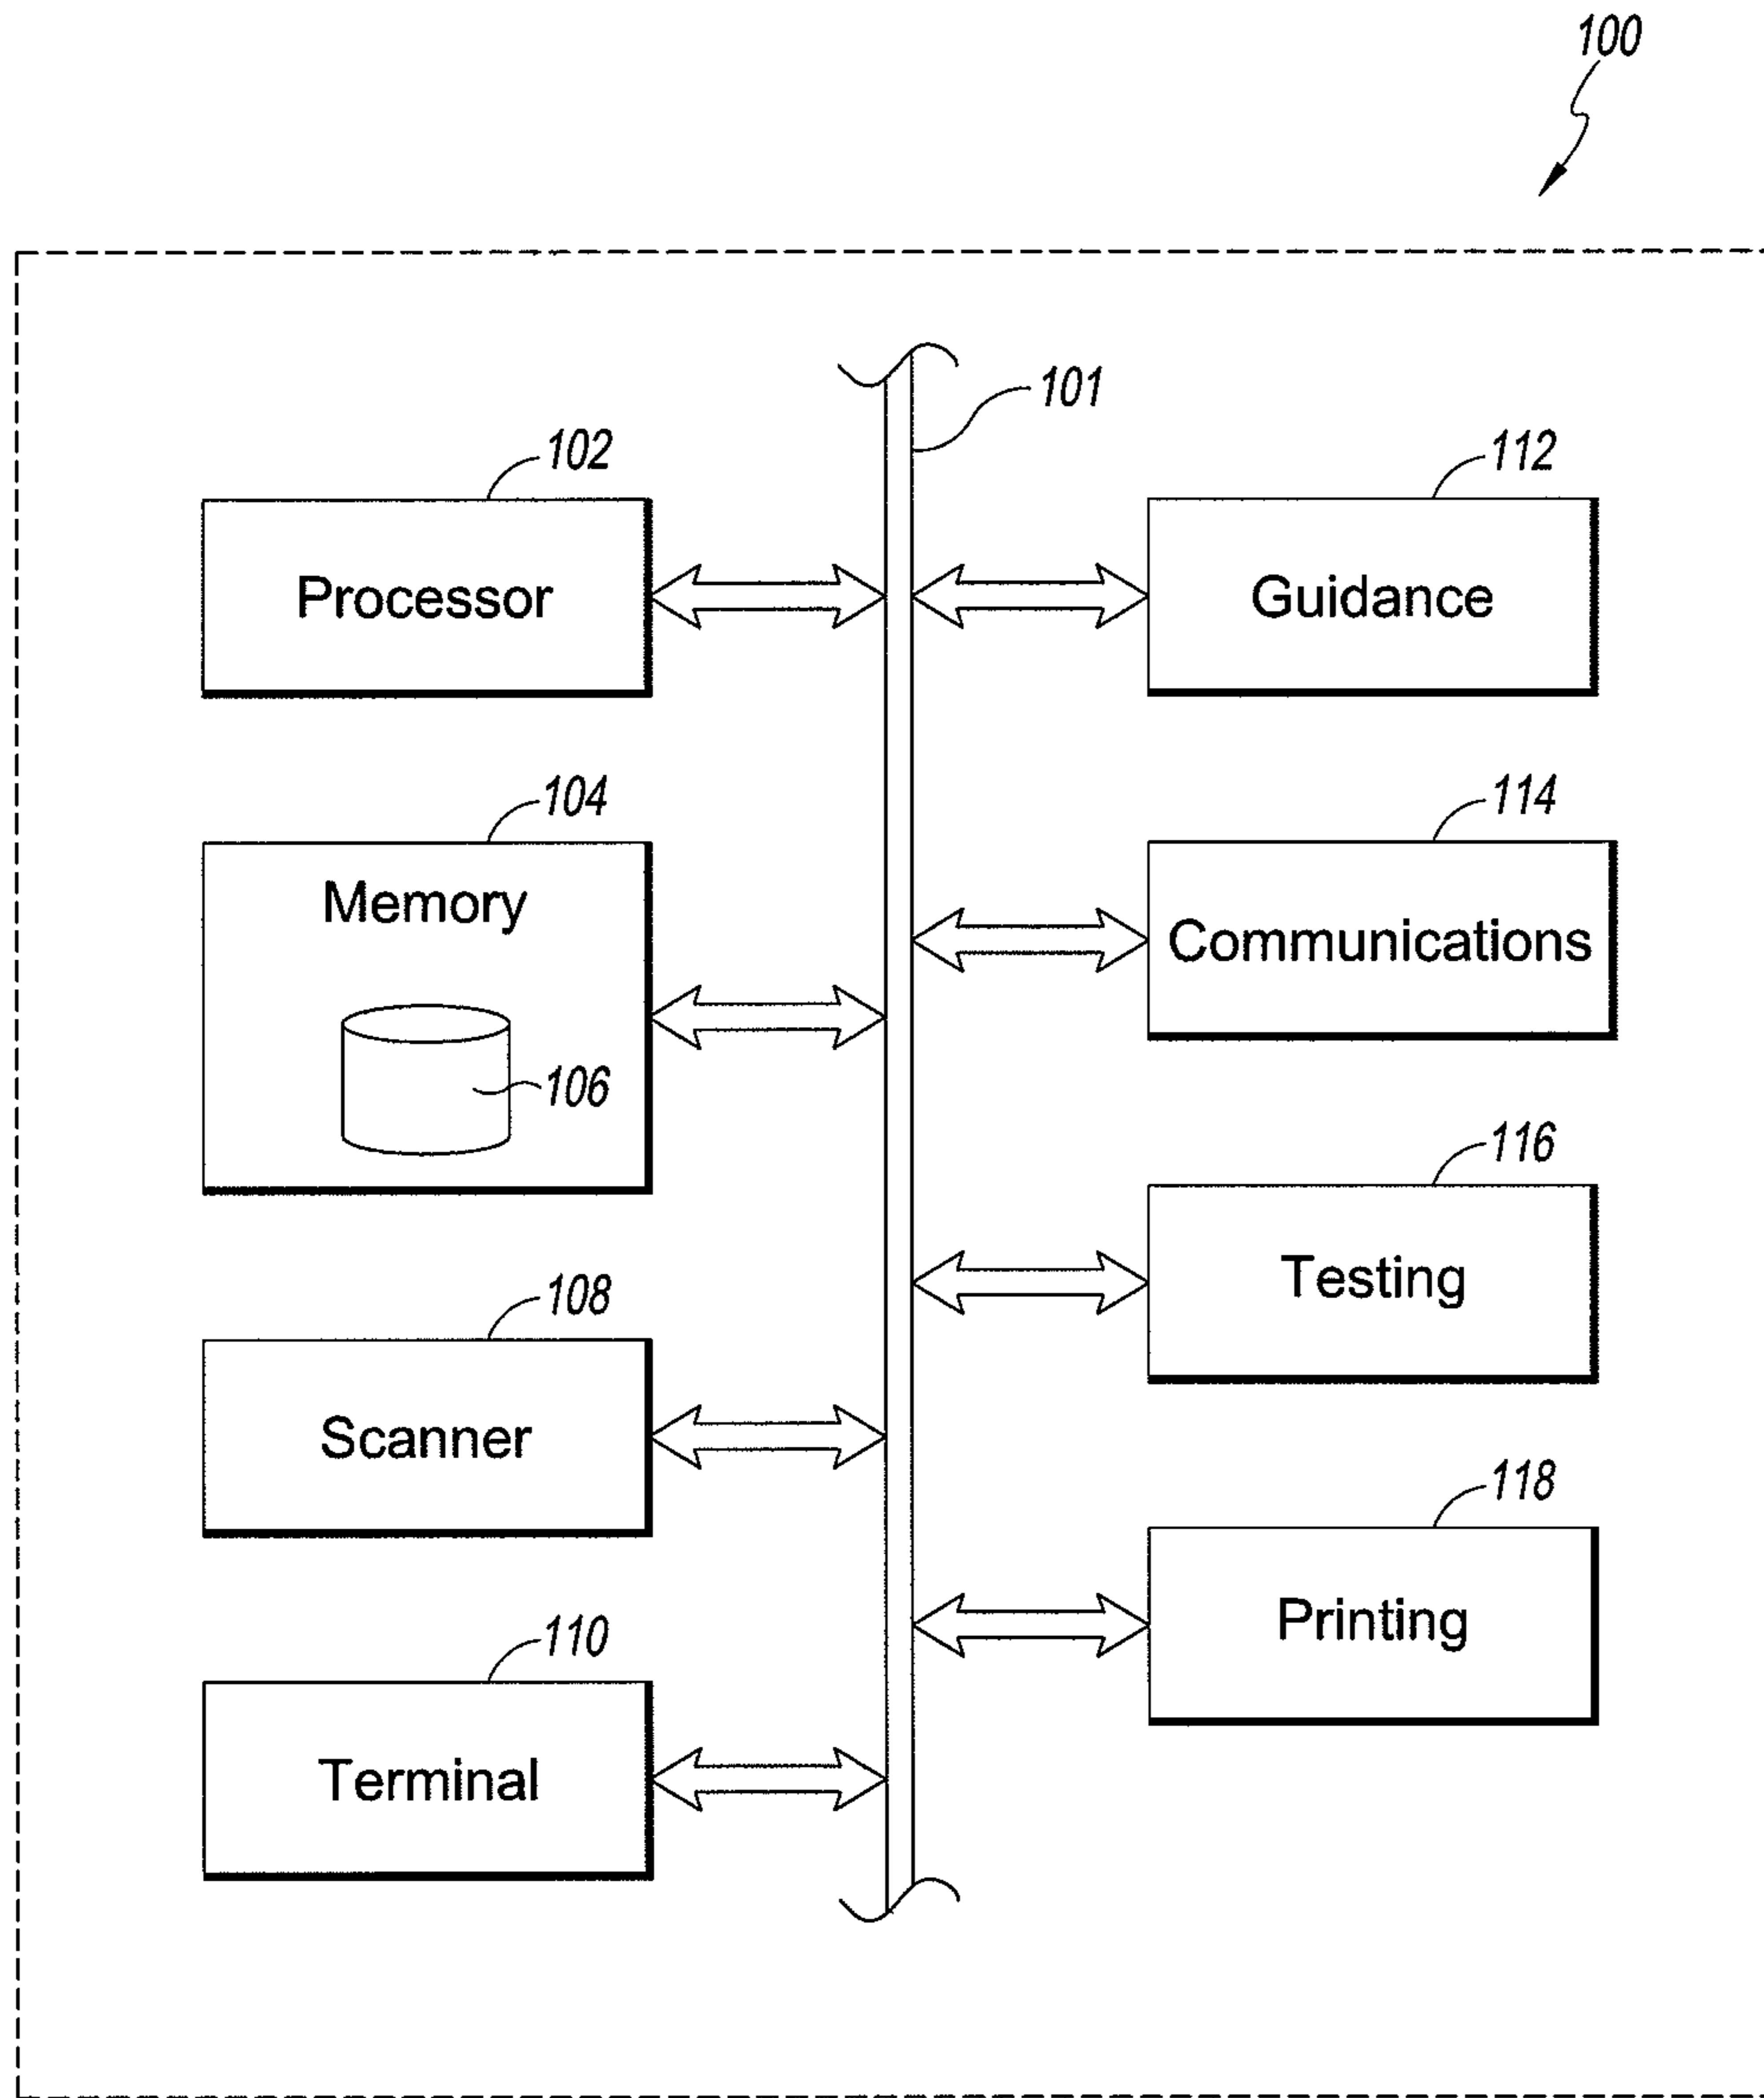 100
101
102
Processor
112
Guidance
104
Memory
106
114
Communications
116
Testing
108
Scanner
118
Printing
110
Terminal